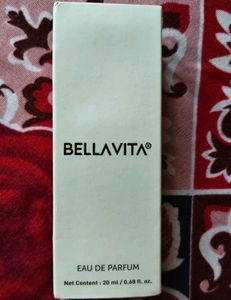 BELLAVITA®
EAU DE PARFUM
Net Content : 20 ml / 0.68 fl. oz.